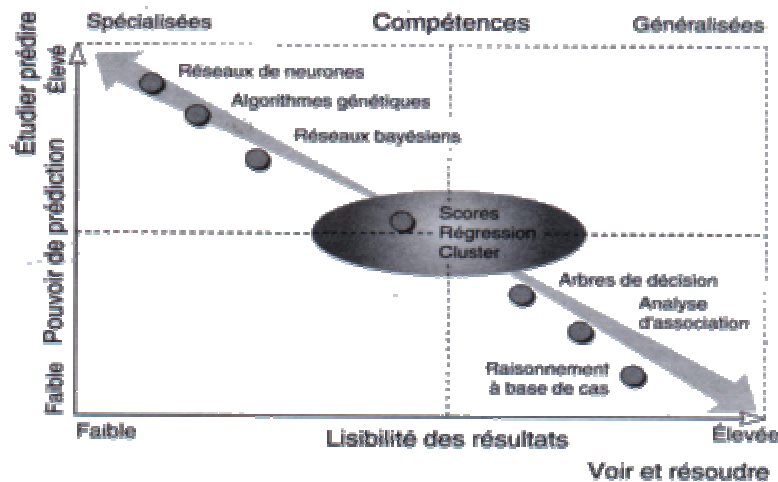 Spécialisées
Compétences
Généralisées
Étudier prédire
Élevé
Pouvoir de prédiction
Faible
Réseaux de neurones
Algorithmes génétiques
Réseaux bayésiens
Scores
Régression
Cluster
Arbres de décision
Analyse
d'association
Raisonnement
à base de cas
Faible
Lisibilité des résultats
Élevée
Voir et résoudre